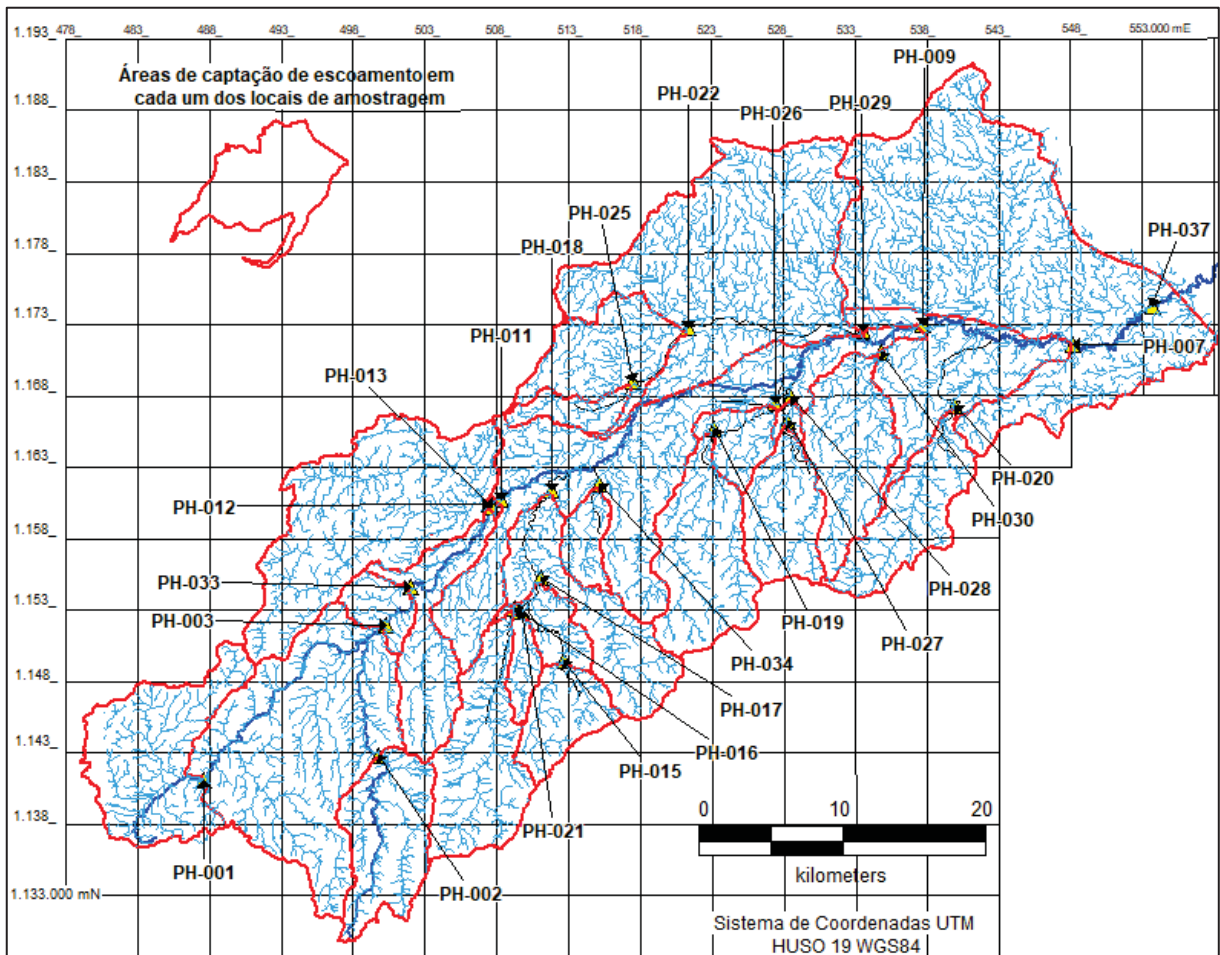 1.193_ 478_ 483_ 488_ 493_ 498_ 503_ 508_ 513_ 518_ 523_ 528_ 533_ 538_ 543_ 548_ 553.000 mE
Áreas de captação de escoamento em
cada um dos locais de amostragem
PH-009
PH-022
PH-029
PH-026
1.188_
1.183_
PH-025
PH-037
PH-018
1.178_
1.173_
PH-011
PH-007
PH-013
1.168_
1.163_
PH-020
PH-012
PH-030
1.158_
PH-033
PH-028
1.153_
PH-003
PH-019
PH-027
PH-034
1.148_
PH-017
1.143_
PH-016
PH-015
1.138_
0 10 20
PH-021
PH-001
kilometers
PH-002
1.133.000 mN
Sistema de Coordenadas UTM
HUSO 19 WGS84